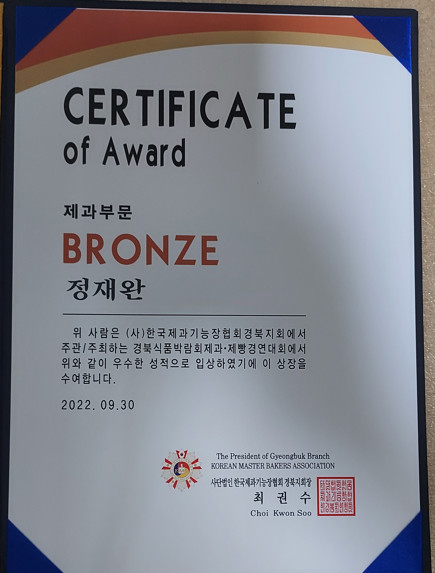 CERTIFICATE
of Award
제과부문
BRONZE
정재완
위 사람은 (사)한국제과기능장협회경북지회에서
주관/주최하는 경북식품박람회제과·제빵경연대회에서
위와 같이 우수한 성적으로 입상하였기에 이 상장을
수여합니다.
2022. 09.30
The President of Gyeongbuk Branch
KOREAN MASTER BAKERS ASSOCIATION
사단법인 한국제과기능장협회 경북지회장
최 권 수
Choi Kwon Soo